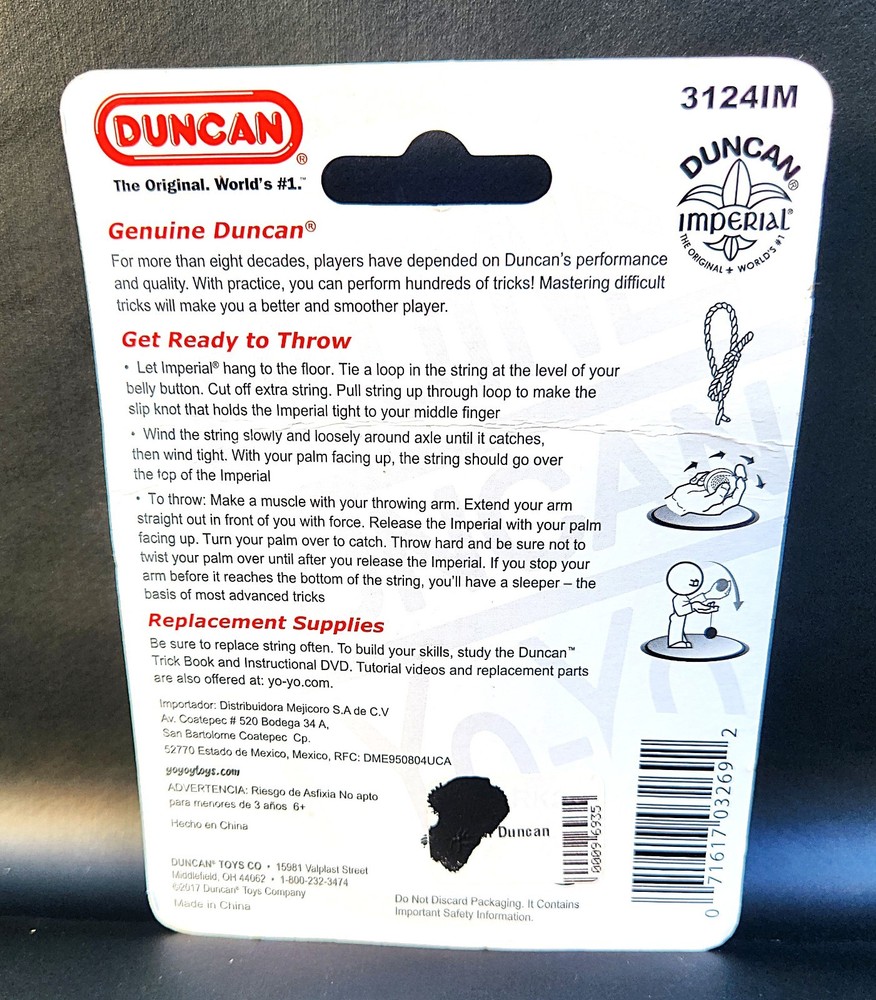 DUNCAN®
The Original. World's #1.™
3124IM
DUNCAN®
IMPERIAL®
THE ORIGINAL + WORLD'S #1
Genuine Duncan®
For more than eight decades, players have depended on Duncan's performance
and quality. With practice, you can perform hundreds of tricks! Mastering difficult
tricks will make you a better and smoother player.
Get Ready to Throw
• Let Imperial® hang to the floor. Tie a loop in the string at the level of your
belly button. Cut off extra string. Pull string up through loop to make the
slip knot that holds the Imperial tight to your middle finger
• Wind the string slowly and loosely around axle until it catches,
then wind tight. With your palm facing up, the string should go over
the top of the Imperial
• To throw: Make a muscle with your throwing arm. Extend your arm
straight out in front of you with force. Release the Imperial with your palm
facing up. Turn your palm over to catch. Throw hard and be sure not to
twist your palm over until after you release the Imperial. If you stop your
arm before it reaches the bottom of the string, you'll have a sleeper – the
basis of most advanced tricks
Replacement Supplies
Be sure to replace string often. To build your skills, study the Duncan™
Trick Book and Instructional DVD. Tutorial videos and replacement parts
are also offered at: yo-yo.com.
Importador: Distribuidora Mejicoro S.A de C.V
Av. Coatepec # 520 Bodega 34 A,
San Bartolome Coatepec Cp.
52770 Estado de Mexico, Mexico, RFC: DME950804UCA
yoyoytoys.com
ADVERTENCIA: Riesgo de Asfixia No apto
para menores de 3 años 6+
Hecho en China
Duncan
00096935
DUNCAN® TOYS CO • 15981 Valplast Street
Middlefield, OH 44062 • 1-800-232-3474
©2017 Duncan® Toys Company
Made in China
Do Not Discard Packaging. It Contains
Important Safety Information.
0 71617 03269 2